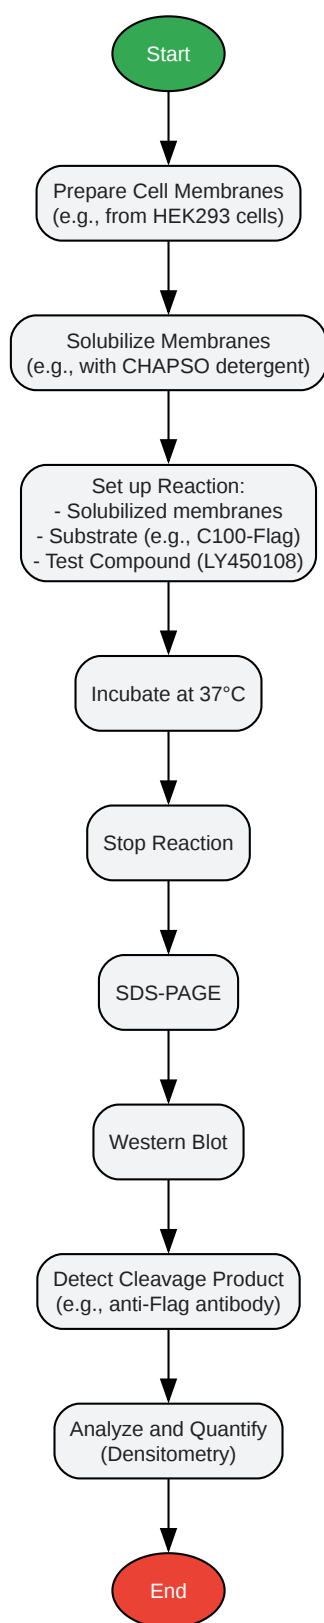 Start
Prepare Cell Membranes
(e.g., from HEK293 cells)
Solubilize Membranes
(e.g., with CHAPSO detergent)
Set up Reaction:
- Solubilized membranes
- Substrate (e.g., C100-Flag)
- Test Compound (LY450108)
Incubate at 37°C
Stop Reaction
SDS-PAGE
Western Blot
Detect Cleavage Product
(e.g., anti-Flag antibody)
Analyze and Quantify
(Densitometry)
End